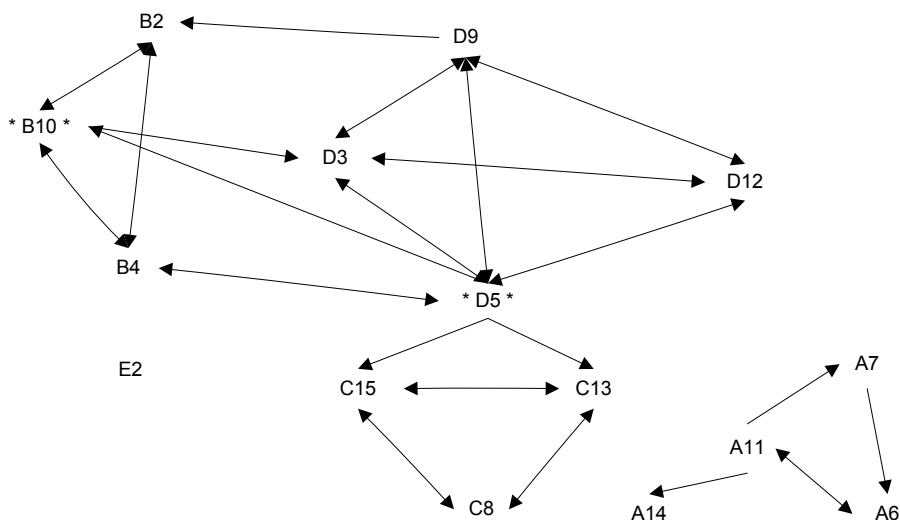 B2
D9
* B10 *
D3
D12
B4
* D5 *
E2
C15
C13
A7
A11
C8
A14
A6